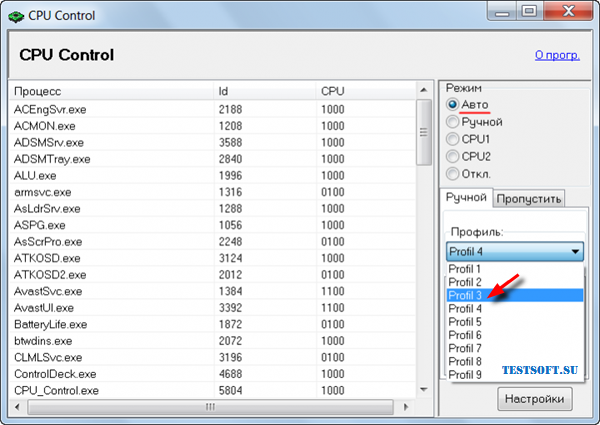 CPU Control
CPU Control
О прогр.
Процесс Id CPU
ACEngSvr.exe 2188 1000
ACMON.exe 1208 1000
ADSMSrv.exe 3588 1000
ADSMTray.exe 2840 1000
ALU.exe 1996 1000
armsvc.exe 1316 0100
AsLdrSrv.exe 1288 1000
ASPG.exe 1056 1000
AsScrPro.exe 2248 0100
ATKOSD.exe 3124 1000
ATKOSD2.exe 2012 0100
AvastSvc.exe 1384 1100
AvastUI.exe 3392 1100
BatteryLife.exe 1872 0100
btwdins.exe 2072 1000
CLMLSvc.exe 3196 0100
ControlDeck.exe 4688 1000
CPU_Control.exe 5804 1000
Режим
Авто
Ручной
CPU1
CPU2
Откл.
Ручной Пропустить
Профиль:
Profil 4
Profil 1
Profil 2
Profil 3
Profil 4
Profil 5
Profil 6
Profil 7
Profil 8
Profil 9
TESTSOFT.SU
Настройки